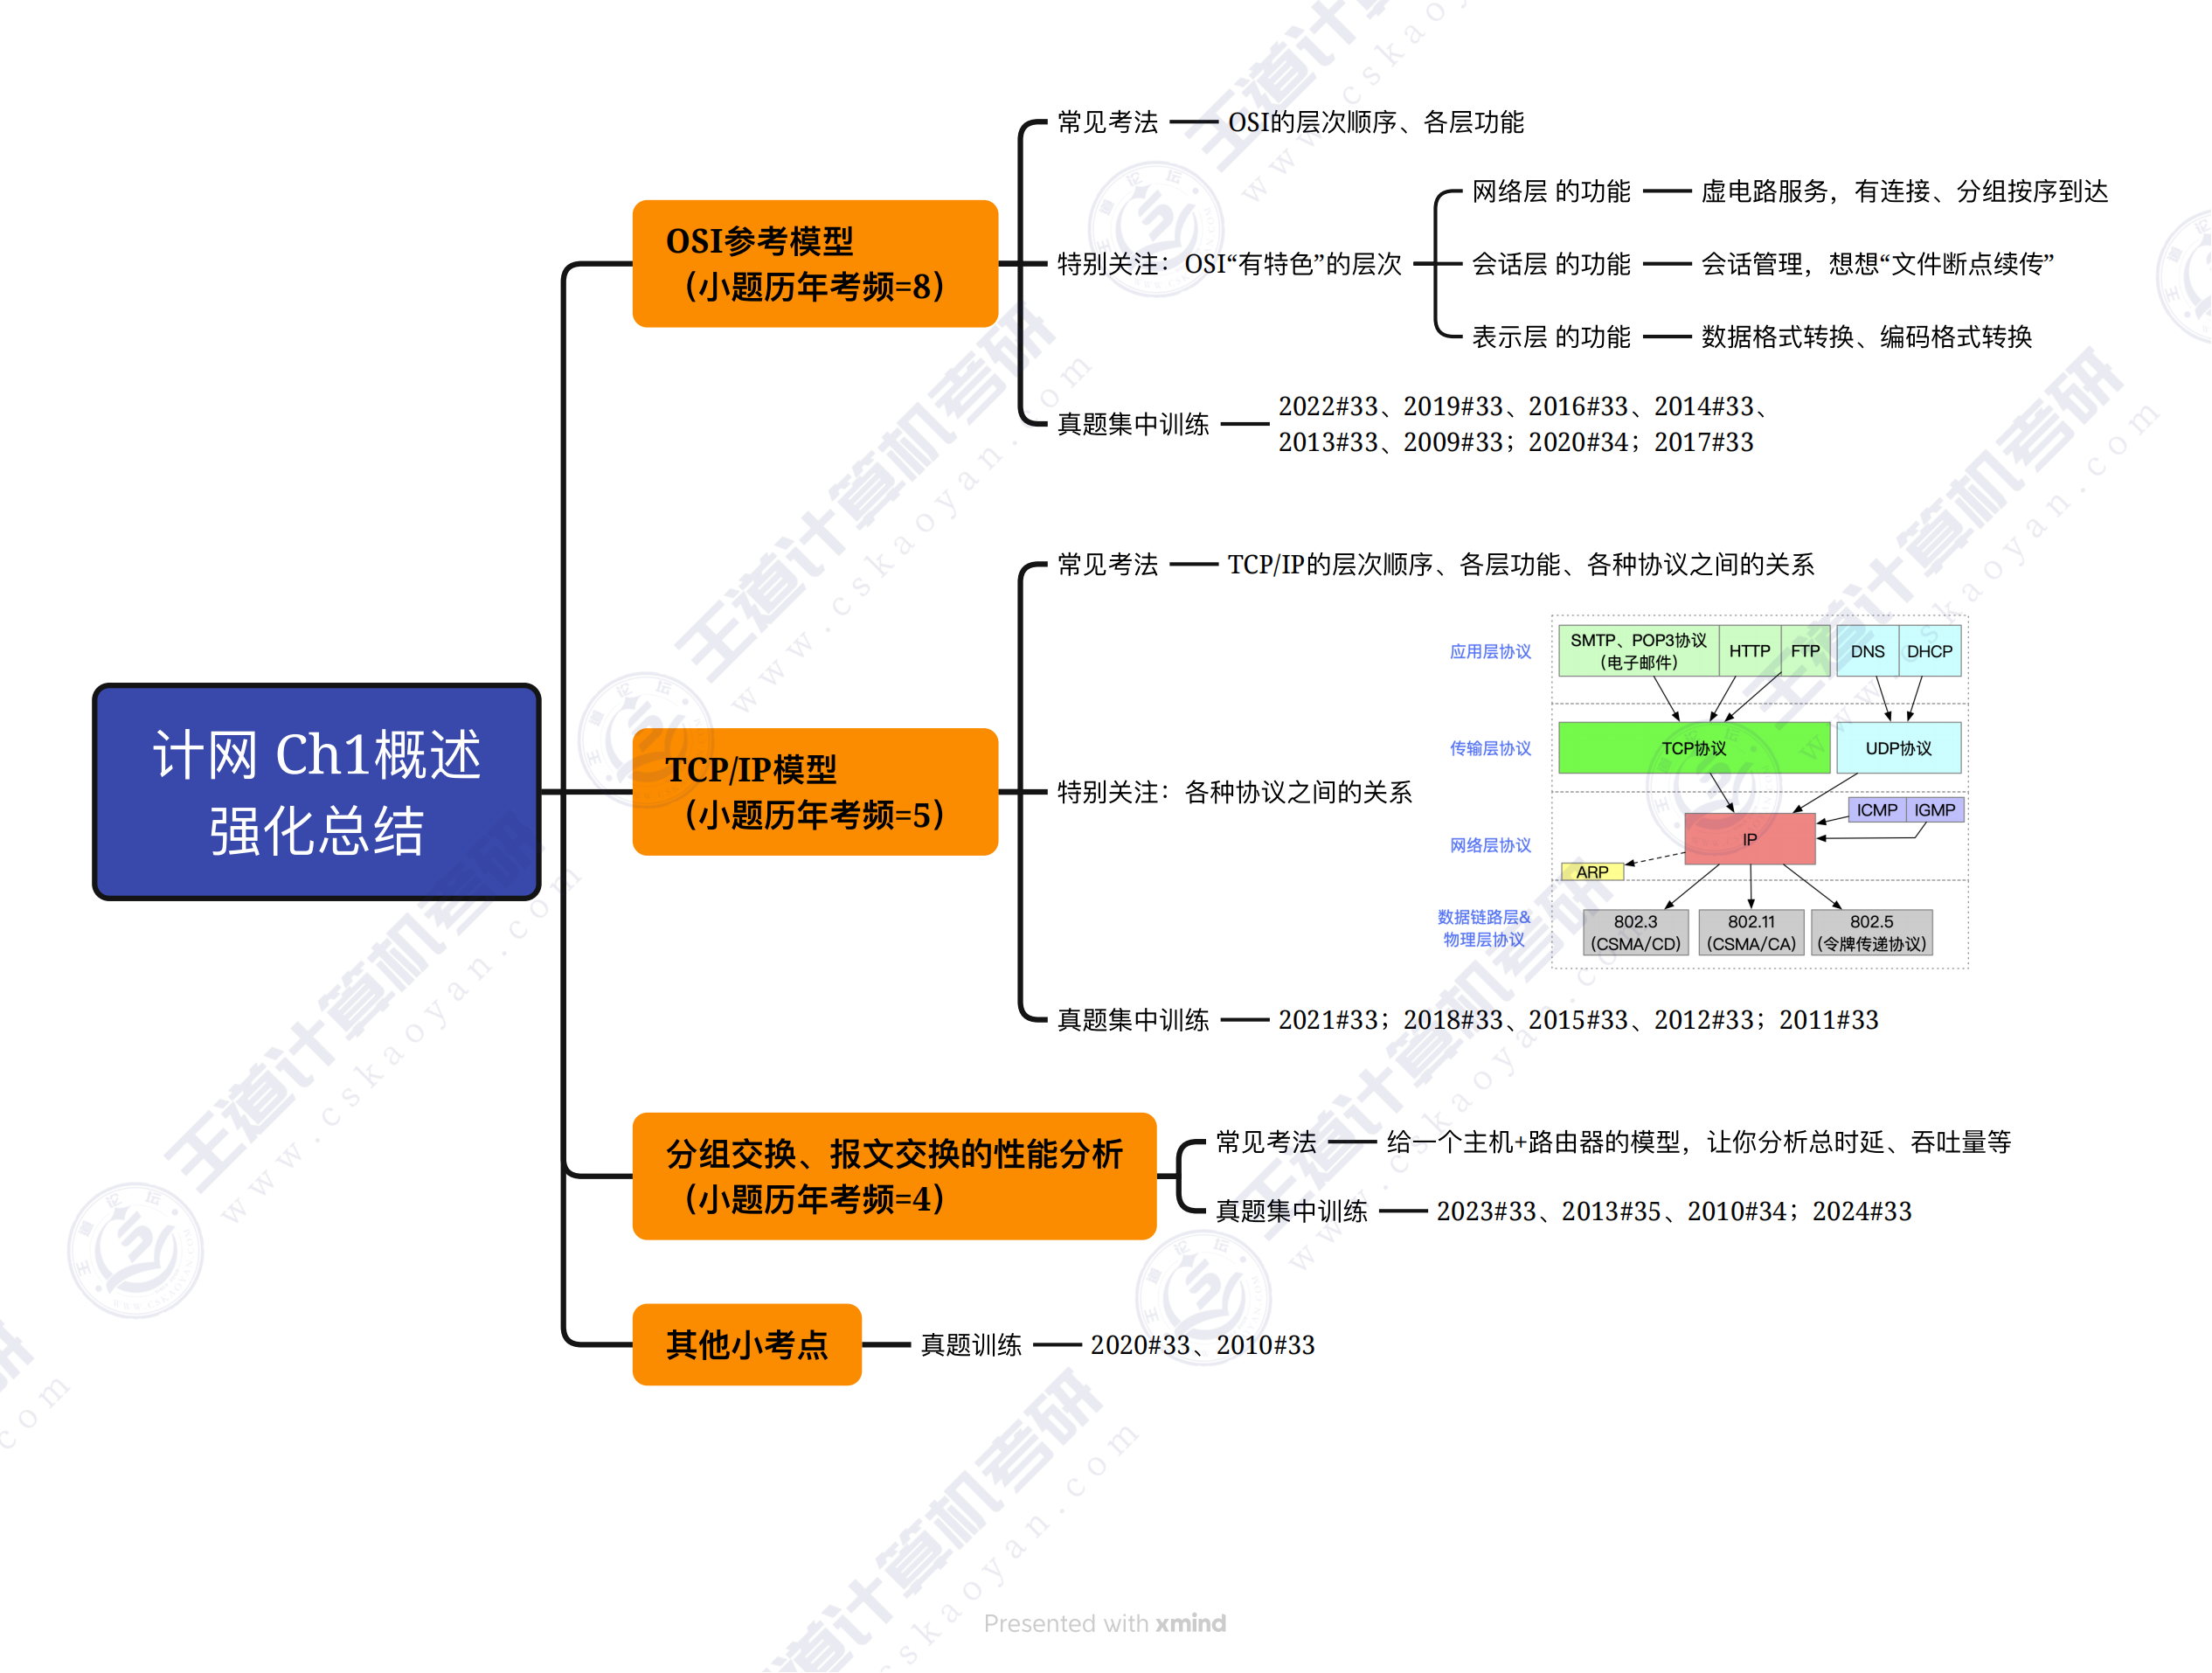 计网 Ch1概述
强化总结
OSI参考模型
（小题历年考频=8）
常见考法
OSI的层次顺序、各层功能
特别关注：OSI“有特色”的层次
网络层 的功能
虚电路服务，有连接、分组按序到达
会话层 的功能
会话管理，想想“文件断点续传”
表示层 的功能
数据格式转换、编码格式转换
真题集中训练
2022#33、2019#33、2016#33、2014#33、
2013#33、2009#33；2020#34；2017#33
TCP/IP模型
（小题历年考频=5）
常见考法
TCP/IP的层次顺序、各层功能、各种协议之间的关系
特别关注：各种协议之间的关系
应用层协议
SMTP、POP3协议
（电子邮件）
HTTP
FTP
DNS
DHCP
传输层协议
TCP协议
UDP协议
网络层协议
ICMP
IGMP
IP
ARP
数据链路层&
物理层协议
802.3
(CSMA/CD)
802.11
(CSMA/CA)
802.5
(令牌传递协议)
真题集中训练
2021#33；2018#33、2015#33、2012#33；2011#33
分组交换、报文交换的性能分析
（小题历年考频=4）
常见考法
给一个主机+路由器的模型，让你分析总时延、吞吐量等
真题集中训练
2023#33、2013#35、2010#34；2024#33
其他小考点
真题训练
2020#33、2010#33
王道计算机考研
www.cskaoyan.com
Presented with xmind